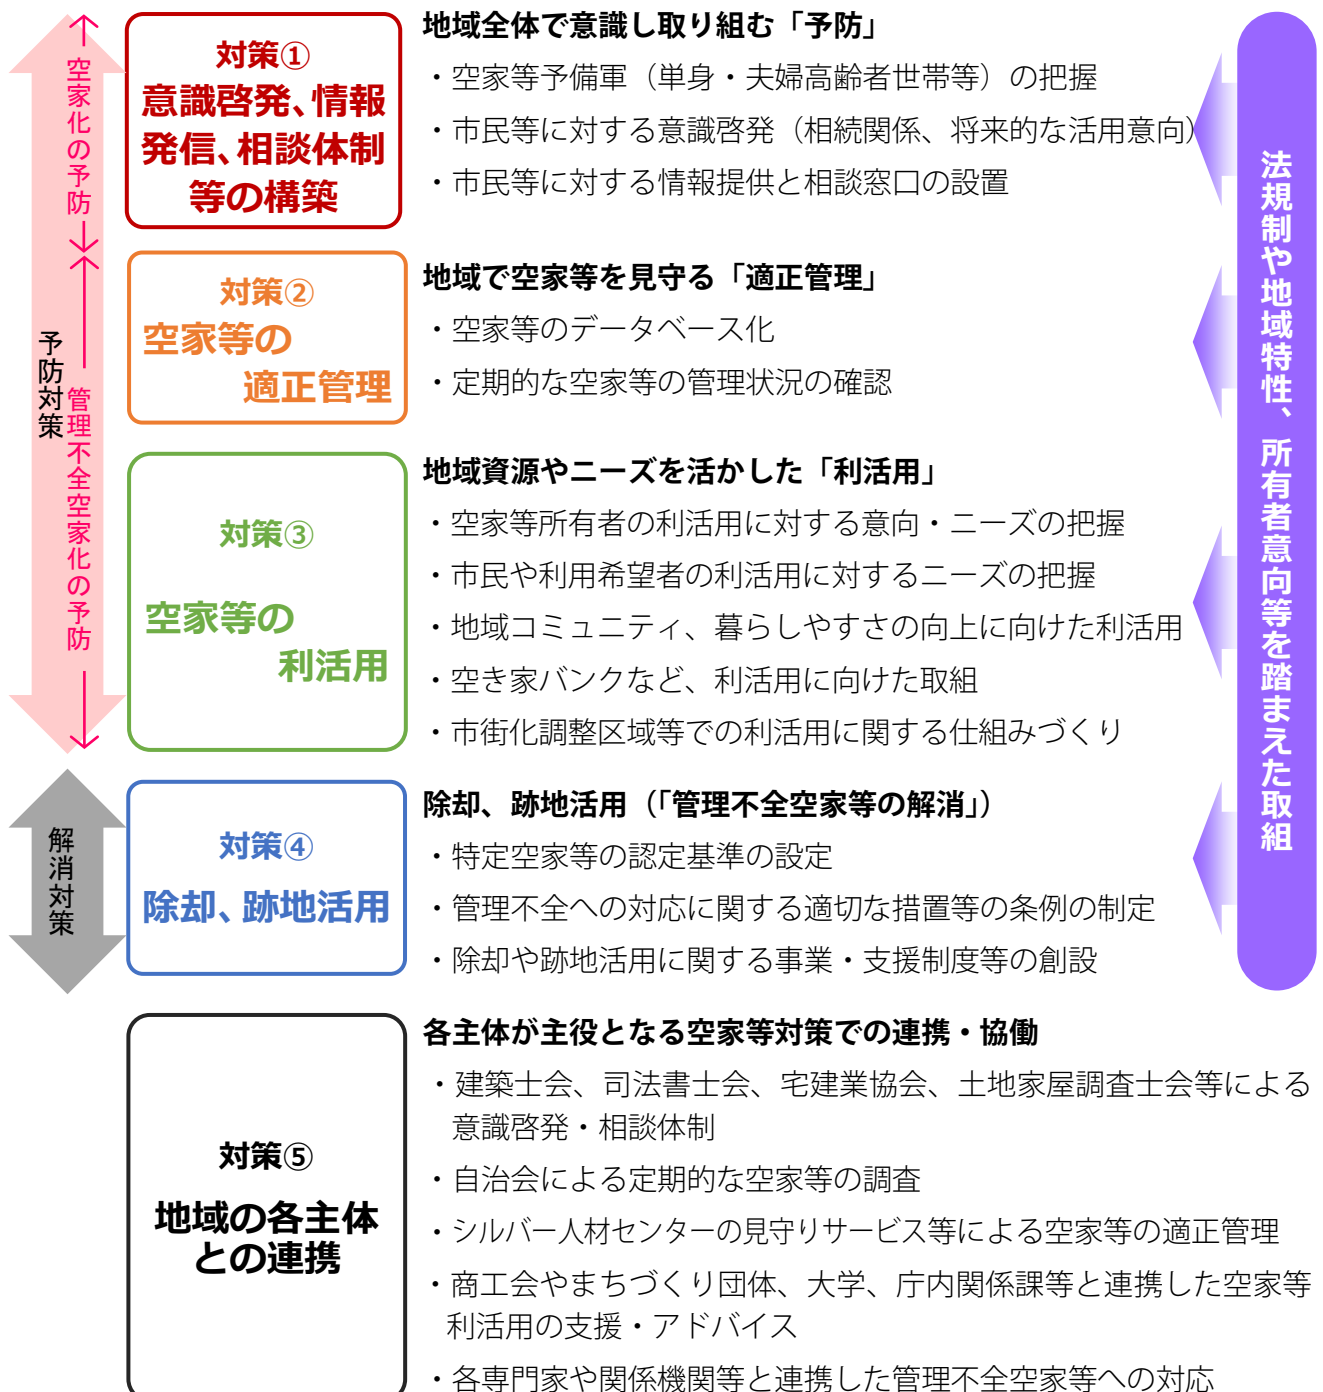 予防対策
空家化の予防
管理不全空家化の予防
対策①
意識啓発、情報
発信、相談体制
等の構築
地域全体で意識し取り組む「予防」
・空家等予備軍（単身・夫婦高齢者世帯等）の把握
・市民等に対する意識啓発（相続関係、将来的な活用意向）
・市民等に対する情報提供と相談窓口の設置
対策②
空家等の
適正管理
地域で空家等を見守る「適正管理」
・空家等のデータベース化
・定期的な空家等の管理状況の確認
対策③
空家等の
利活用
地域資源やニーズを活かした「利活用」
・空家等所有者の利活用に対する意向・ニーズの把握
・市民や利用希望者の利活用に対するニーズの把握
・地域コミュニティ、暮らしやすさの向上に向けた利活用
・空き家バンクなど、利活用に向けた取組
・市街化調整区域等での利活用に関する仕組みづくり
解消対策
対策④
除却、跡地活用
除却、跡地活用（「管理不全空家等の解消」）
・特定空家等の認定基準の設定
・管理不全への対応に関する適切な措置等の条例の制定
・除却や跡地活用に関する事業・支援制度等の創設
法規制や地域特性、所有者意向等を踏まえた取組
対策⑤
地域の各主体
との連携
各主体が主役となる空家等対策での連携・協働
・建築士会、司法書士会、宅建業協会、土地家屋調査士会等による
意識啓発・相談体制
・自治会による定期的な空家等の調査
・シルバー人材センターの見守りサービス等による空家等の適正管理
・商工会やまちづくり団体、大学、庁内関係課等と連携した空家等
利活用の支援・アドバイス
・各専門家や関係機関等と連携した管理不全空家等への対応